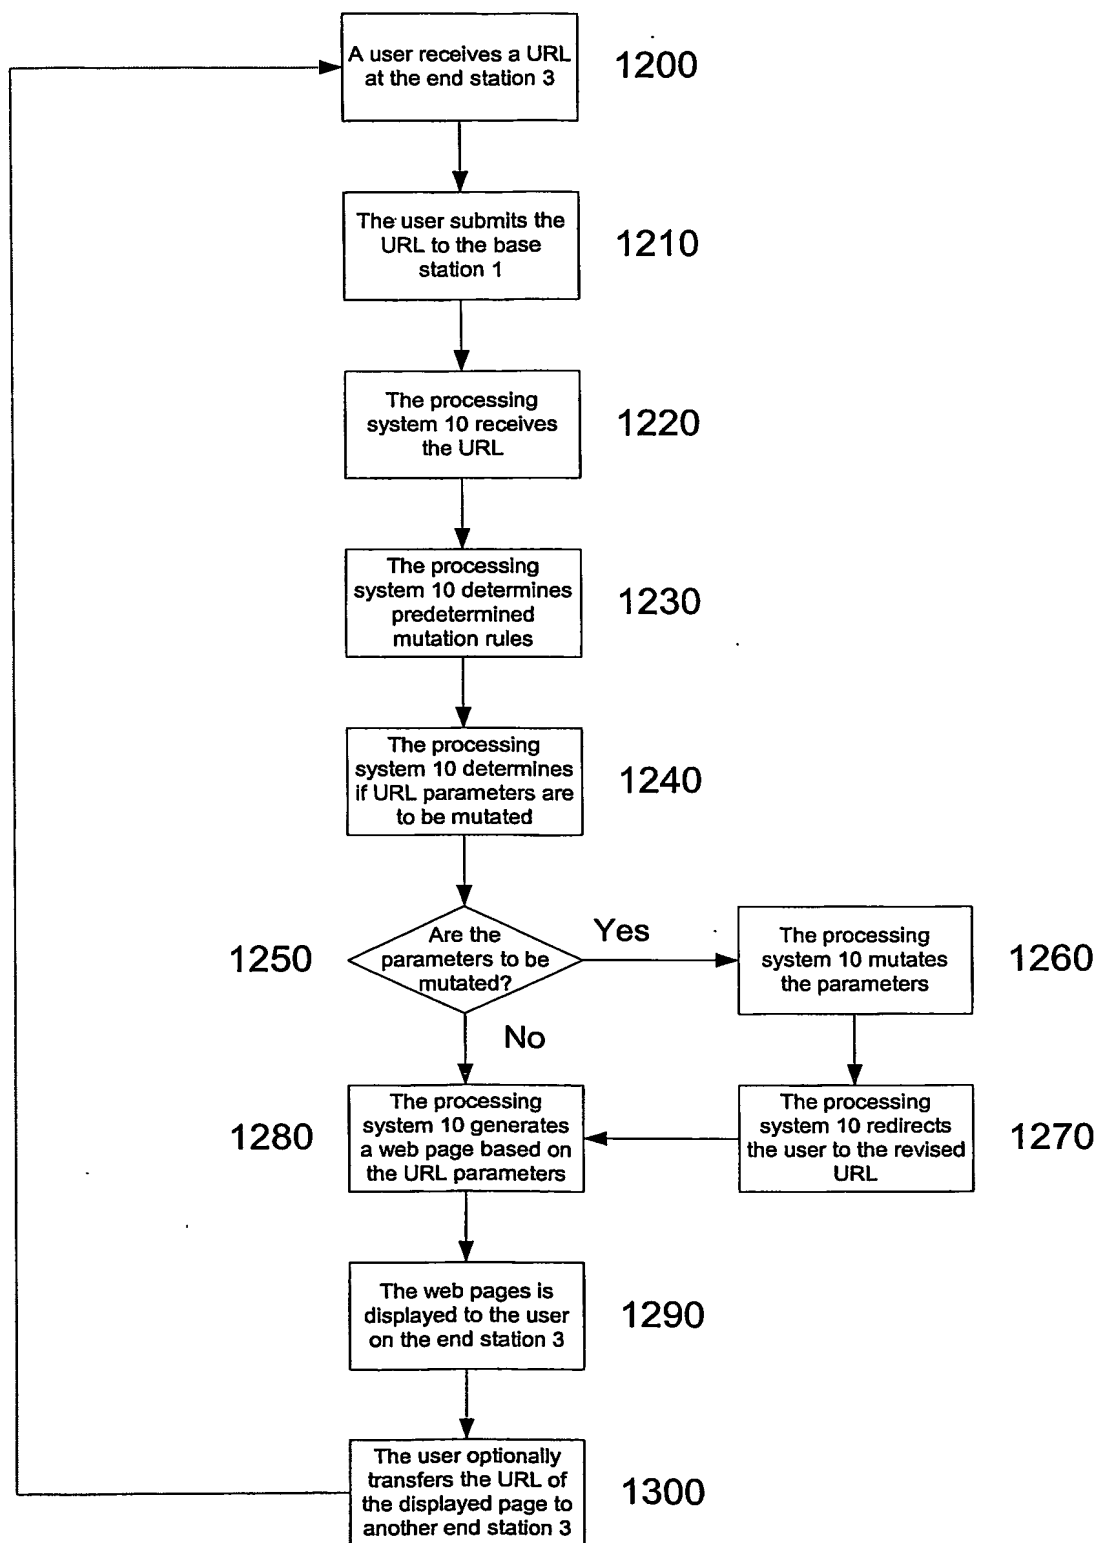 A user receives a URL
at the end station 3
1200
The user submits the
URL to the base
station 1
1210
The processing
system 10 receives
the URL
1220
The processing
system 10 determines
predetermined
mutation rules
1230
The processing
system 10 determines
if URL parameters are
to be mutated
1240
1250
Are the
parameters to be
mutated?
Yes
The processing
system 10 mutates
the parameters
1260
No
1280
The processing
system 10 generates
a web page based on
the URL parameters
The processing
system 10 redirects
the user to the revised
URL
1270
The web pages is
displayed to the user
on the end station 3
1290
The user optionally
transfers the URL of
the displayed page to
another end station 3
1300